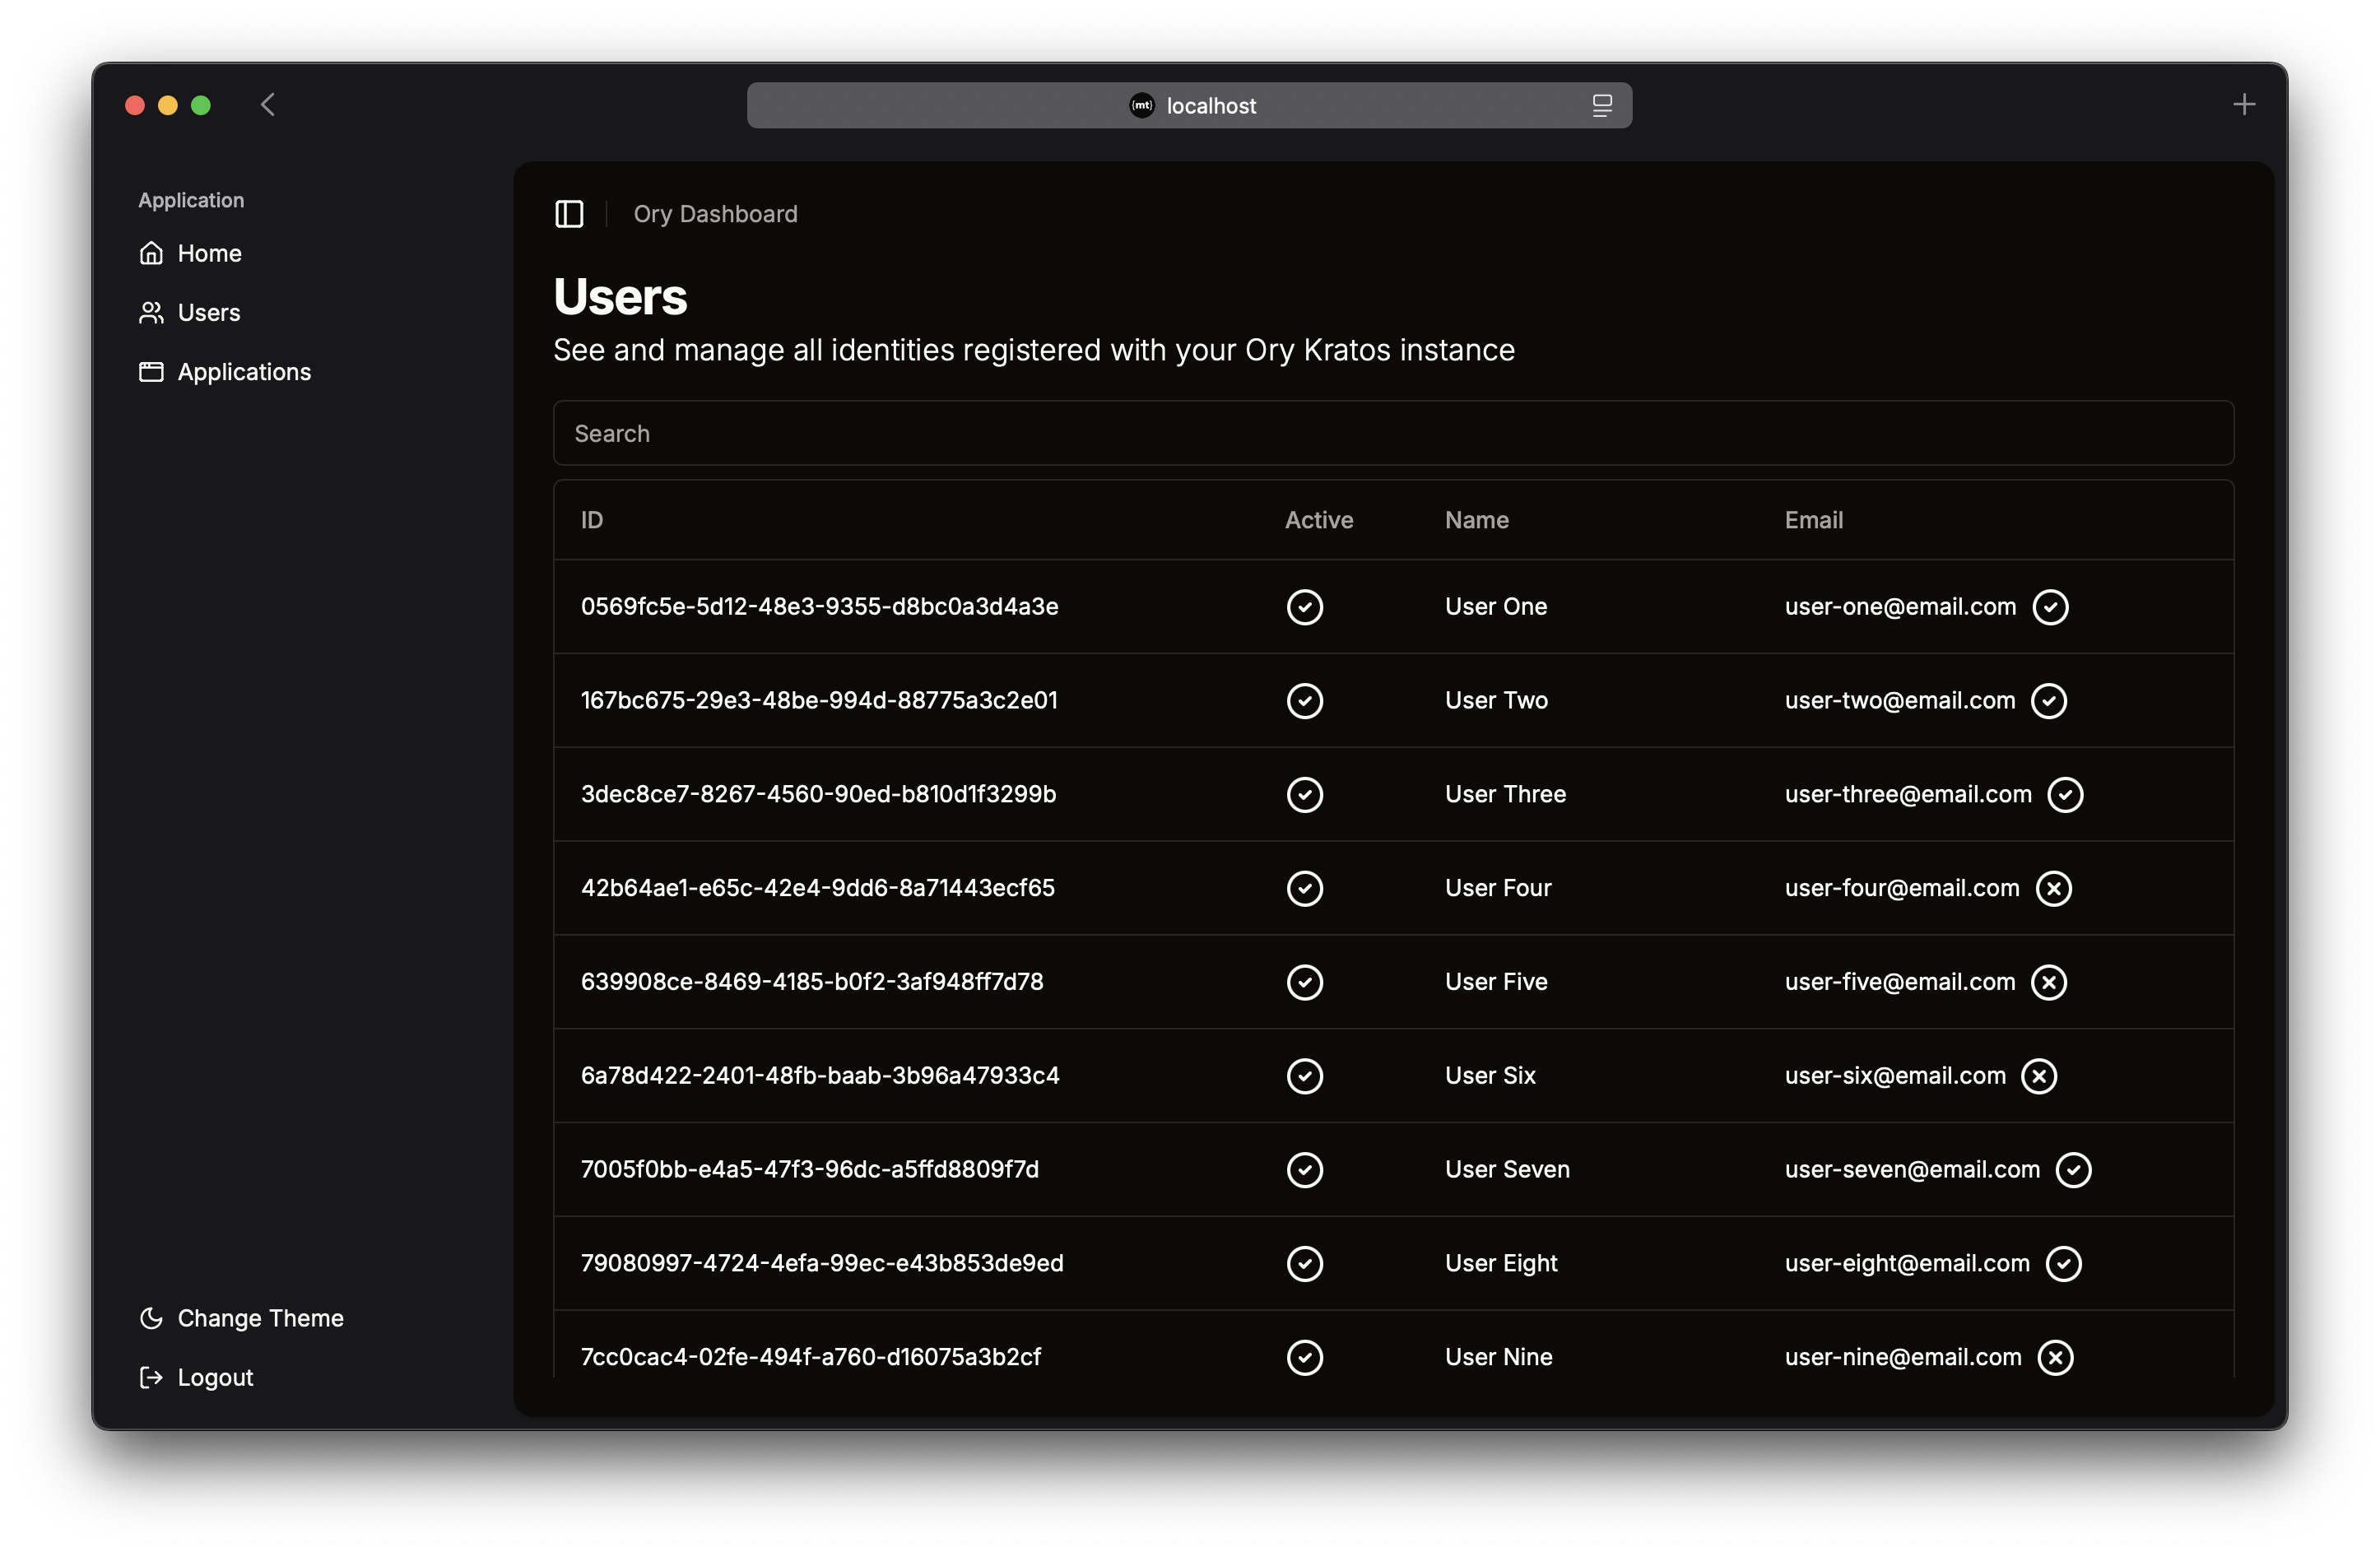 (mt) localhost
Application
Home
Users
Applications
Change Theme
Logout
Ory Dashboard
Users
See and manage all identities registered with your Ory Kratos instance
Search
ID Active Name Email
0569fc5e-5d12-48e3-9355-d8bc0a3d4a3e User One user-one@email.com
167bc675-29e3-48be-994d-88775a3c2e01 User Two user-two@email.com
3dec8ce7-8267-4560-90ed-b810d1f3299b User Three user-three@email.com
42b64ae1-e65c-42e4-9dd6-8a71443ecf65 User Four user-four@email.com
639908ce-8469-4185-b0f2-3af948ff7d78 User Five user-five@email.com
6a78d422-2401-48fb-baab-3b96a47933c4 User Six user-six@email.com
7005f0bb-e4a5-47f3-96dc-a5ffd8809f7d User Seven user-seven@email.com
79080997-4724-4efa-99ec-e43b853de9ed User Eight user-eight@email.com
7cc0cac4-02fe-494f-a760-d16075a3b2cf User Nine user-nine@email.com